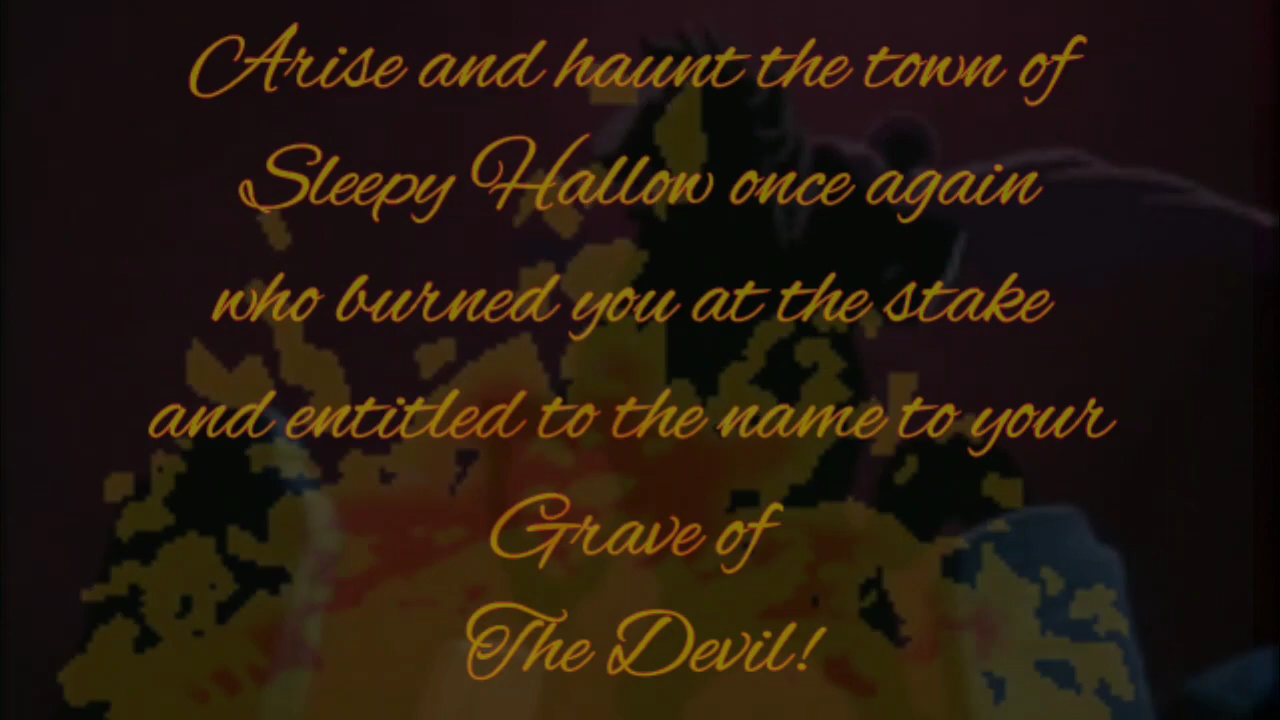 Arise and haunt the town of
Sleepy Hallow once again
who burned you at the stake
and entitled to the name to your
Grave of
The Devil!